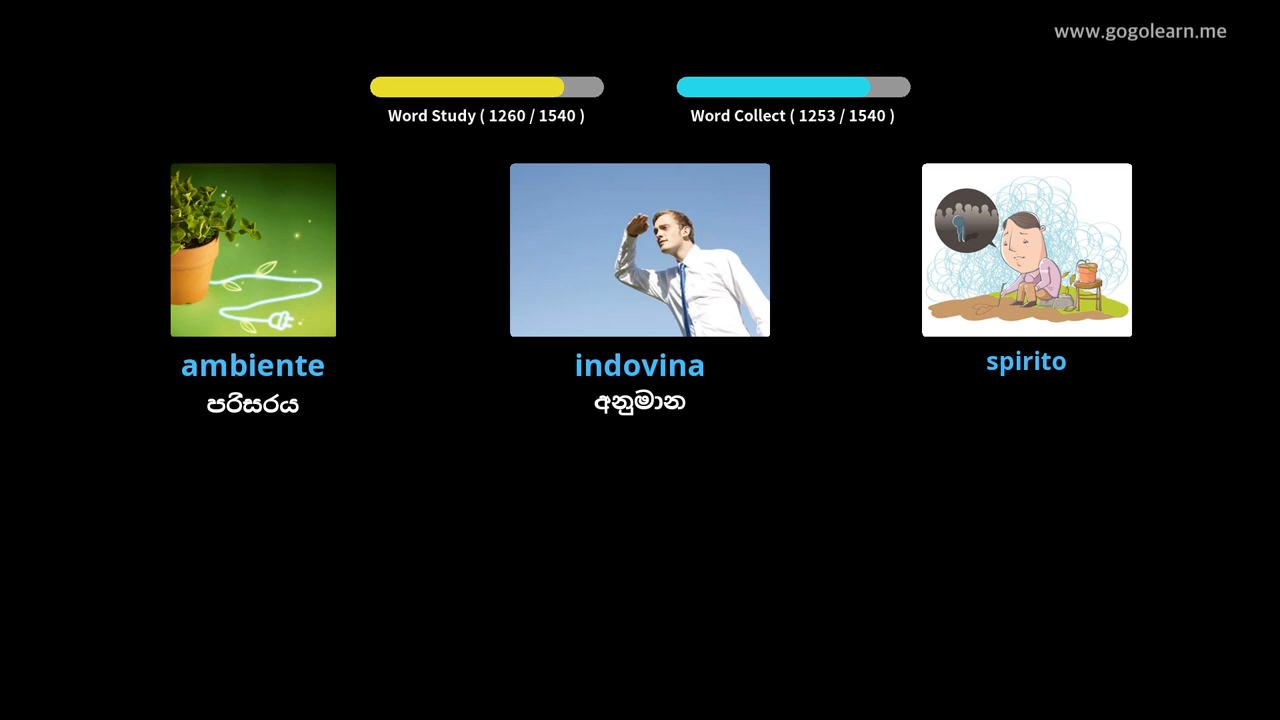 www.gogolearn.me
Word Study ( 1260 / 1540 )
Word Collect ( 1253 / 1540 )
ambiente
පරිසරය
indovina
අනුමාන
spirito